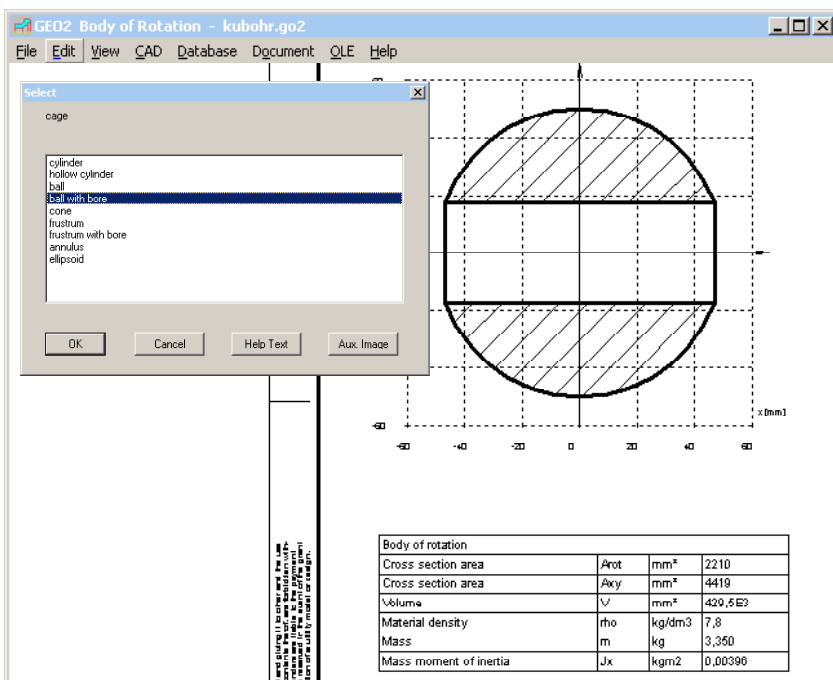 GEO2 Body of Rotation - kubohr.go2
File Edit View CAD Database Document OLE Help
Select
cage
cylinder
hollow cylinder
ball
ball with bore
cone
frustrum
frustrum with bore
annulus
ellipsoid
OK Cancel Help Text Aux. Image
x [mm]
-60
-60 -40 -20 0 20 40 60
Body of rotation
Cross section area Arot mm² 2210
Cross section area Axy mm² 4419
Volume V 429,5E3
Material density rho kg/dm3 7,8
Mass m kg 3,350
Mass moment of inertia Jx kgm2 0,00396